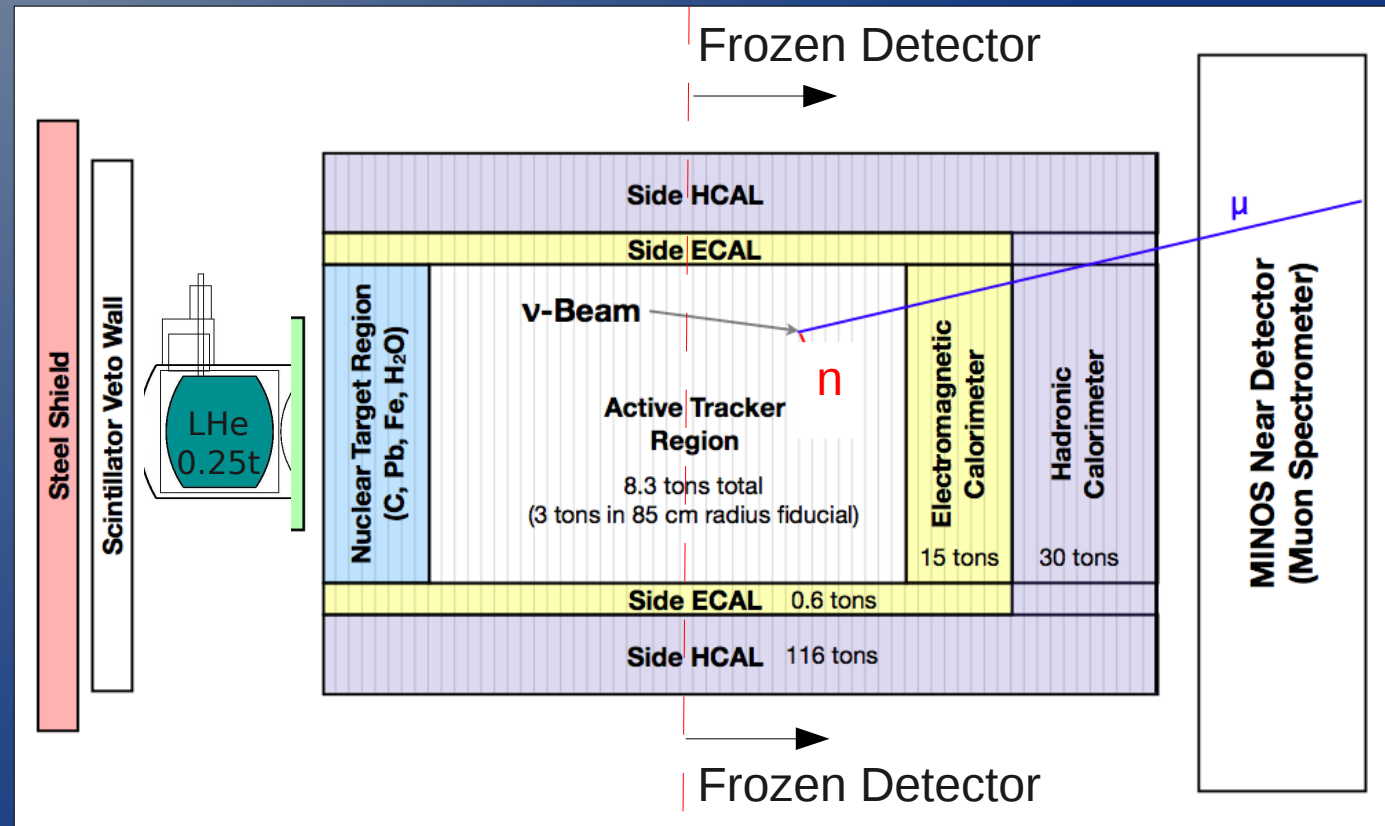 Frozen Detector
Steel Shield
Scintillator Veto Wall
LHe
0.25t
Side HCAL
Side ECAL
Nuclear Target Region
(C, Pb, Fe, H₂O)
ν-Beam
n
μ
Active Tracker
Region
8.3 tons total
(3 tons in 85 cm radius fiducial)
Electromagnetic
Calorimeter
15 tons
Hadronic
Calorimeter
30 tons
MINOS Near Detector
(Muon Spectrometer)
Side ECAL 0.6 tons
Side HCAL 116 tons
Frozen Detector